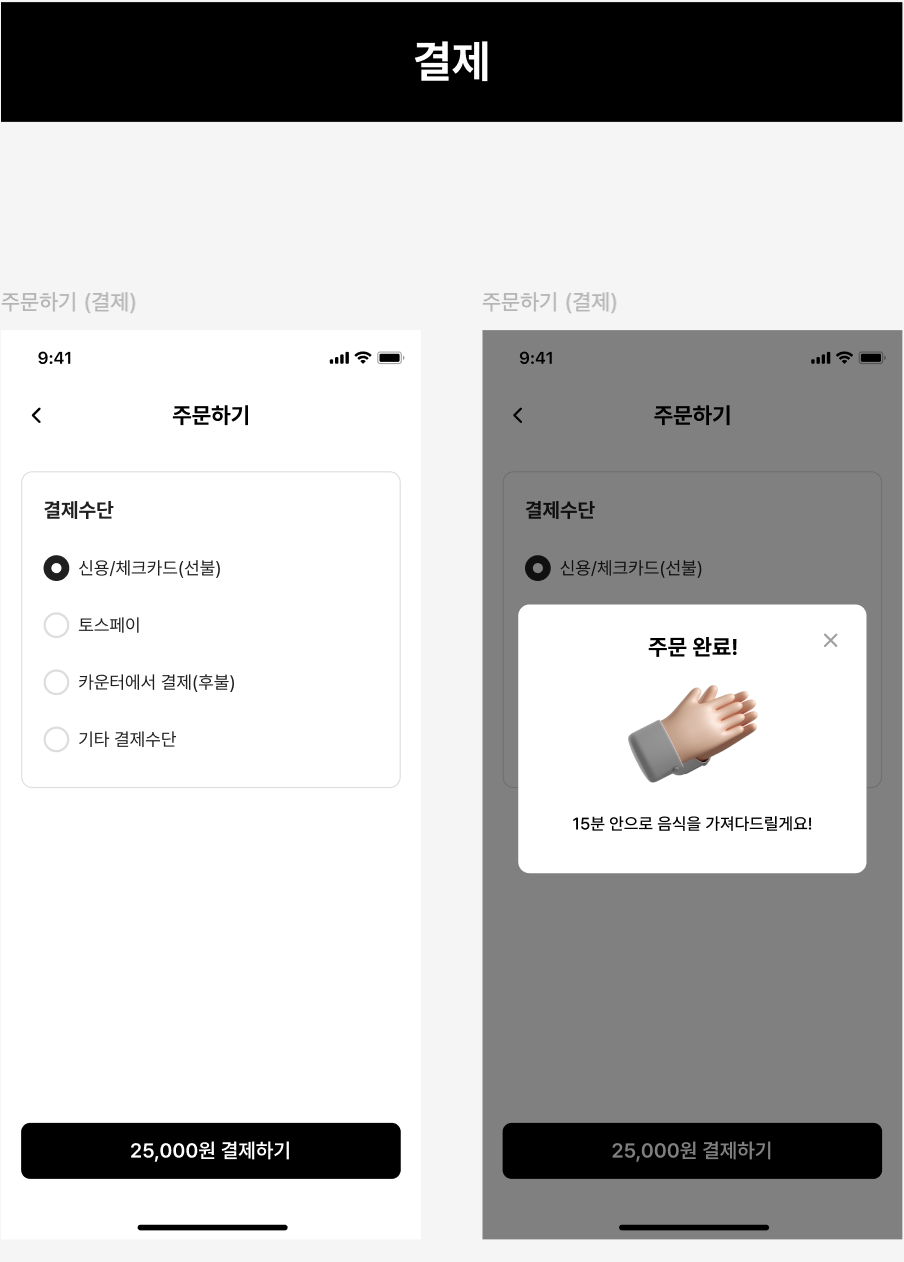 결제
주문하기 (결제)
9:41
주문하기
결제수단
신용/체크카드(선불)
토스페이
카운터에서 결제(후불)
기타 결제수단
25,000원 결제하기
주문하기 (결제)
9:41
주문하기
결제수단
신용/체크카드(선불)
주문 완료!
15분 안으로 음식을 가져다드릴게요!
25,000원 결제하기